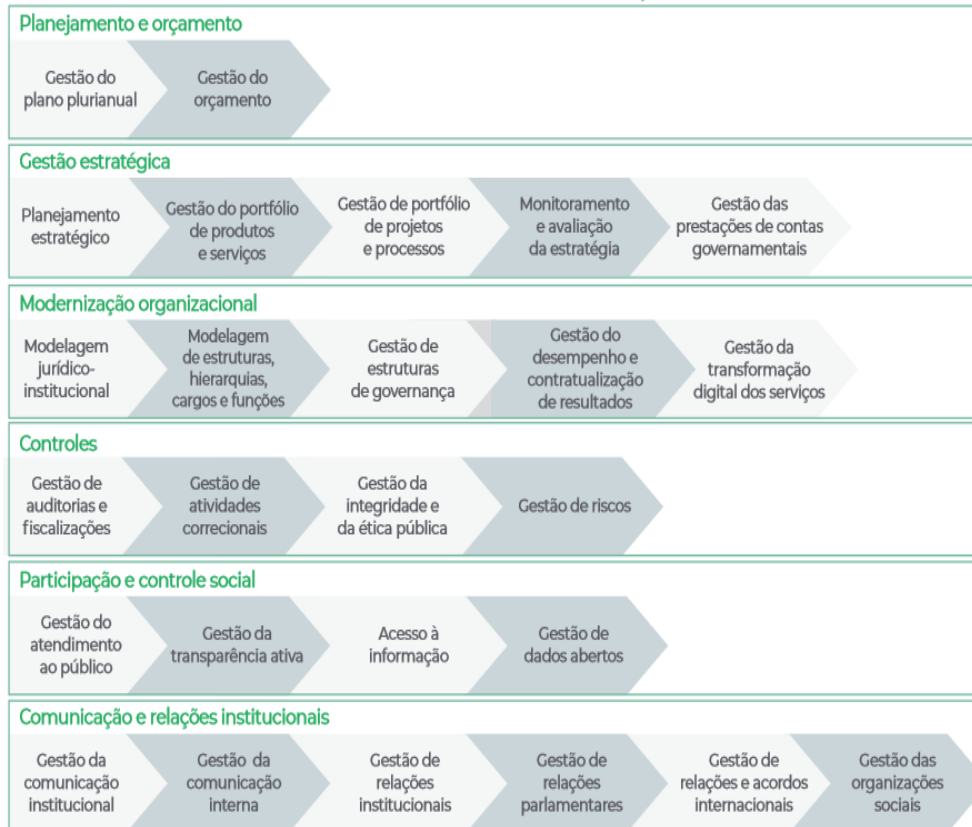 Planejamento e orçamento
Gestão do
plano plurianual
Gestão do
orçamento
Gestão estratégica
Planejamento
estratégico
Gestão do portfólio
de produtos
e serviços
Gestão de portfólio
de projetos
e processos
Monitoramento
e avaliação
da estratégia
Gestão das
prestações de contas
governamentais
Modernização organizacional
Modelagem
jurídico-
institucional
Modelagem
de estruturas,
hierarquias,
cargos e funções
Gestão de
estruturas
de governança
Gestão do
desempenho e
contratualização
de resultados
Gestão da
transformação
digital dos serviços
Controles
Gestão de
auditorias e
fiscalizações
Gestão de
atividades
correcionais
Gestão da
integridade e
da ética pública
Gestão de riscos
Participação e controle social
Gestão do
atendimento
ao público
Gestão da
transparência ativa
Acesso à
informação
Gestão de
dados abertos
Comunicação e relações institucionais
Gestão da
comunicação
institucional
Gestão da
comunicação
interna
Gestão de
relações
institucionais
Gestão de
relações
parlamentares
Gestão de
relações e acordos
internacionais
Gestão das
organizações
sociais